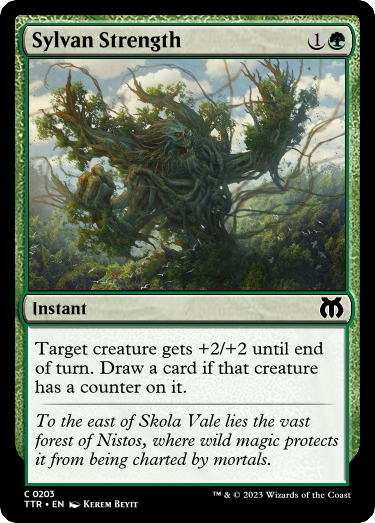 Sylvan Strength 1
Instant
Target creature gets +2/+2 until end
of turn. Draw a card if that creature
has a counter on it.
To the east of Skola Vale lies the vast
forest of Nistos, where wild magic protects
it from being charted by mortals.
C 0203
TTR • EN KEREM BEYIT
™ & © 2023 Wizards of the Coast